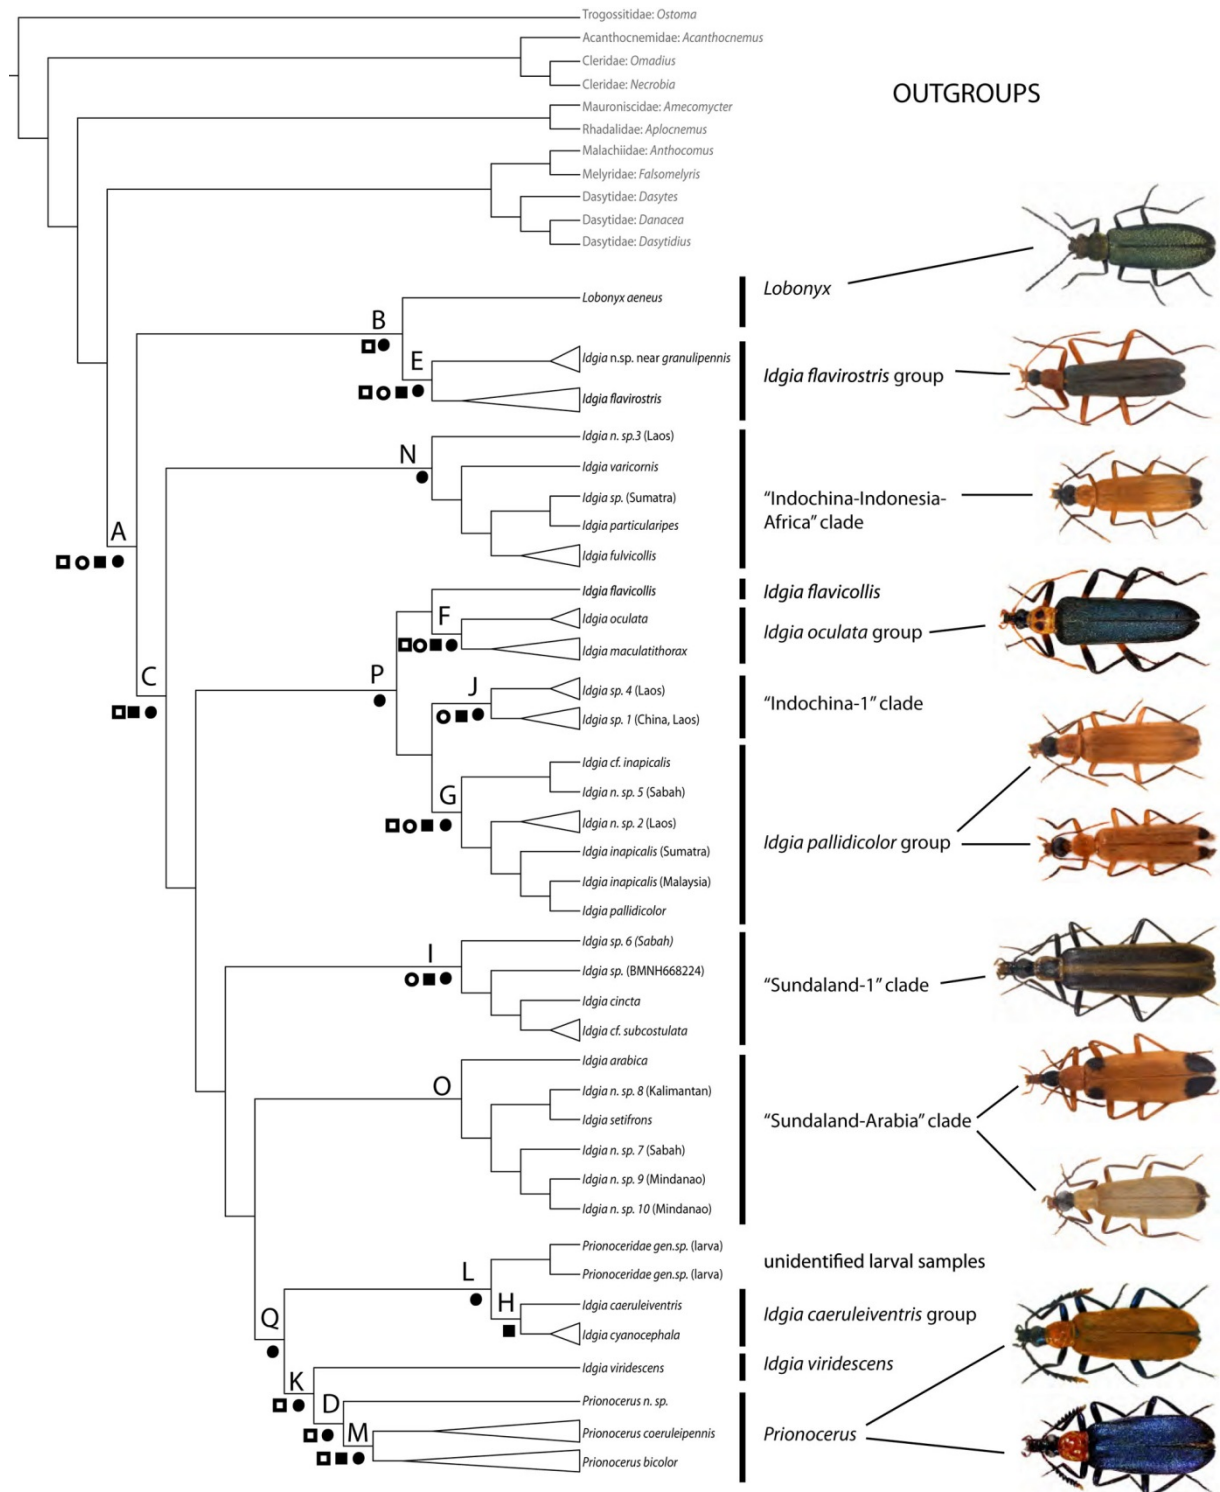 Trogossitidae: Ostoma
Acanthocnemidae: Acanthocnemus
Cleridae: Omadius
Cleridae: Necrobia
OUTGROUPS
Mauroniscidae: Amecomycter
Rhadalidae: Aplocnemus
Malachiidae: Anthocomus
Melyridae: Falsomelyris
Dasytidae: Dasytes
Dasytidae: Danacea
Dasytidae: Dasytidius
Lobonyx aeneus
Lobonyx
B
Idgia n.sp. near granulipennis
E
Idgia flavirostris group
Idgia flavirostris
Idgia n. sp.3 (Laos)
N
Idgia varicornis
Idgia sp. (Sumatra)
"Indochina-Indonesia-
Africa" clade
Idgia particularipes
A
Idgia fulvicollis
Idgia flavicollis
Idgia flavicollis
F
Idgia oculata
Idgia oculata group
Idgia maculatithorax
C
P
J
Idgia sp. 4 (Laos)
"Indochina-1" clade
Idgia sp. 1 (China, Laos)
Idgia cf. inapicalis
G
Idgia n. sp. 5 (Sabah)
Idgia n. sp. 2 (Laos)
Idgia pallidicolor group
Idgia inapicalis (Sumatra)
Idgia inapicalis (Malaysia)
Idgia pallidicolor
Idgia sp. 6 (Sabah)
I
Idgia sp. (BMNH668224)
"Sundaland-1" clade
Idgia cincta
Idgia cf. subcostulata
Idgia arabica
O
Idgia n. sp. 8 (Kalimantan)
Idgia setifrons
"Sundaland-Arabia" clade
Idgia n. sp. 7 (Sabah)
Idgia n. sp. 9 (Mindanao)
Idgia n. sp. 10 (Mindanao)
Prionoceridae gen.sp. (larva)
unidentified larval samples
L
Prionoceridae gen.sp. (larva)
H
Idgia caeruleiventris
Idgia caeruleiventris group
Q
Idgia cyanocephala
Idgia viridescens
Idgia viridescens
K
D
Prionocerus n. sp.
M
Prionocerus coeruleipennis
Prionocerus
Prionocerus bicolor